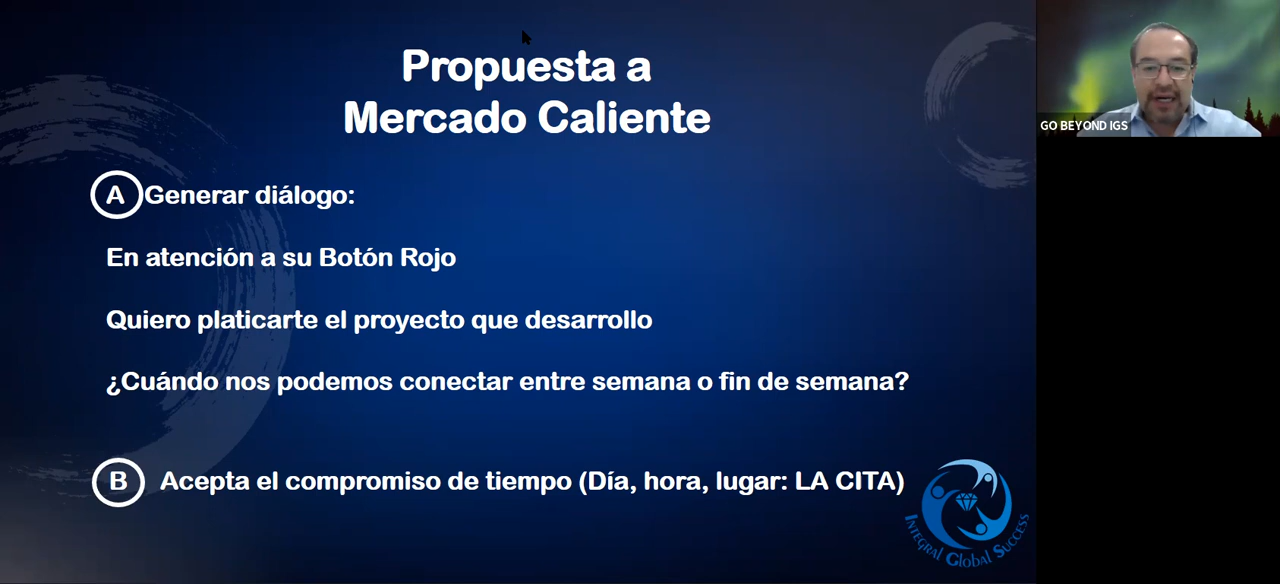 Propuesta a
Mercado Caliente
A Generar diálogo:
En atención a su Botón Rojo
Quiero platicarte el proyecto que desarrollo
¿Cuándo nos podemos conectar entre semana o fin de semana?
B Acepta el compromiso de tiempo (Día, hora, lugar: LA CITA)
INTEGRAL GLOBAL SUCCESS
GO BEYOND IGS